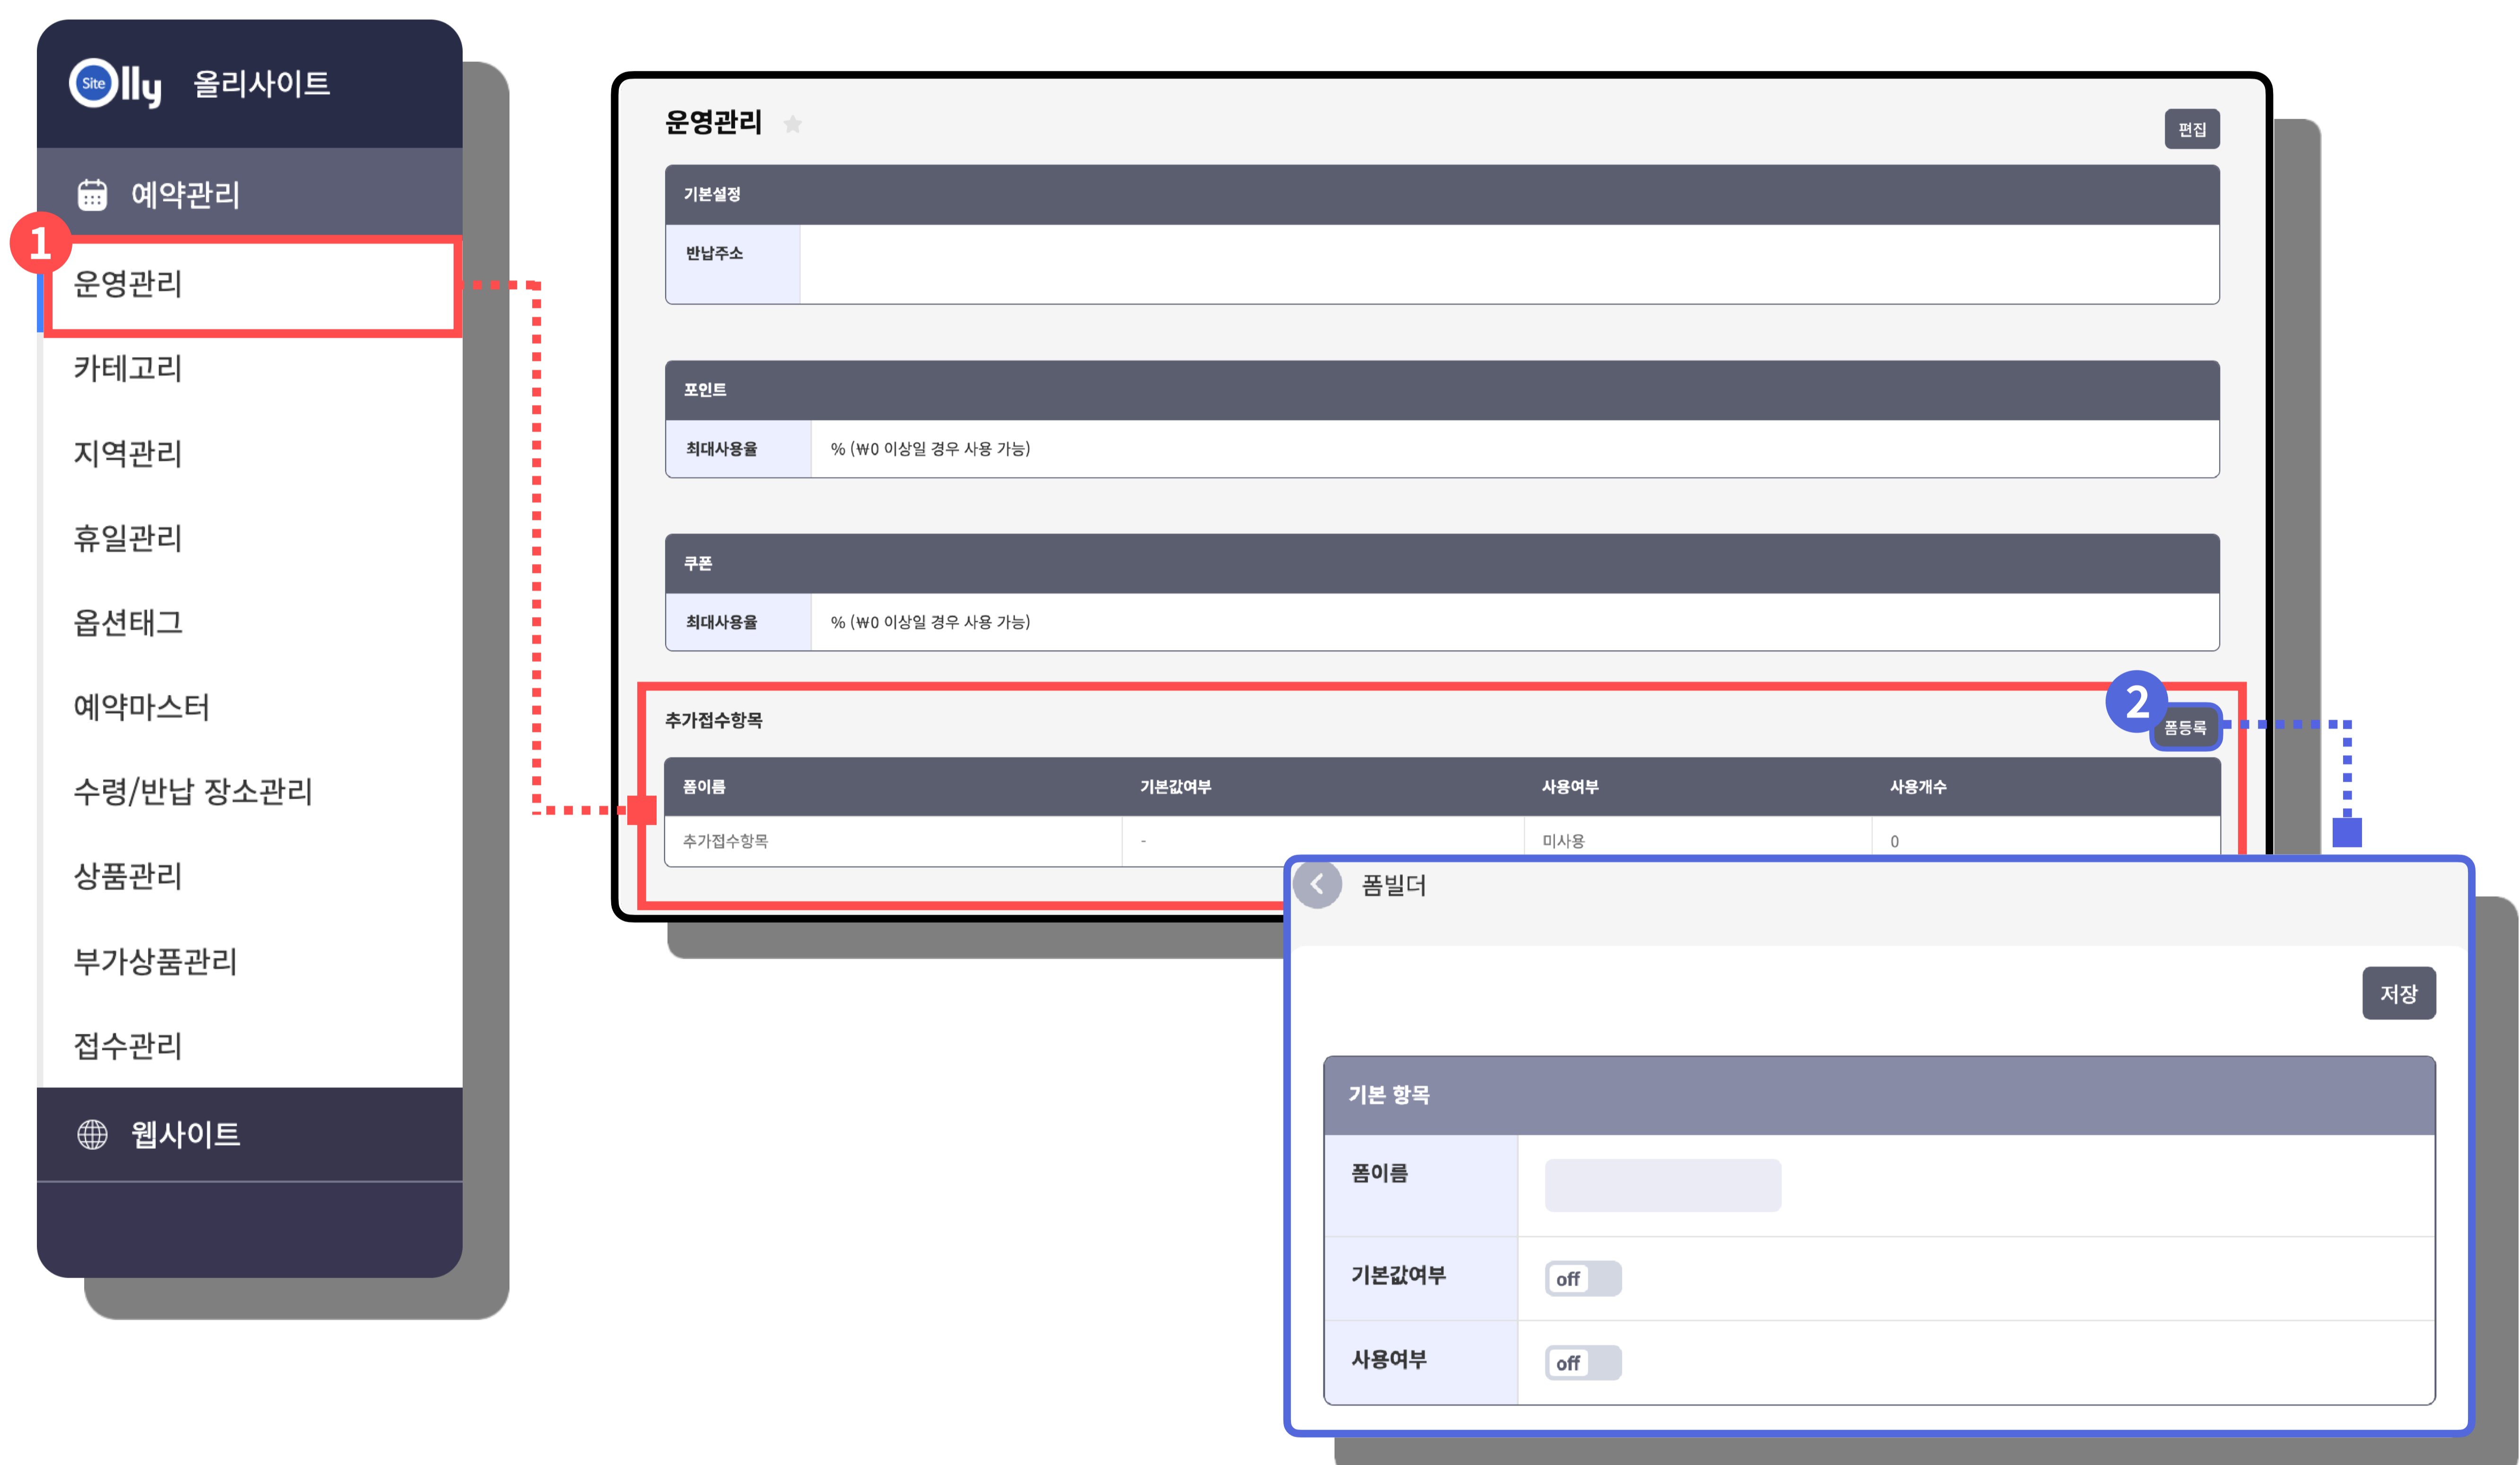 Site Olly 올리사이트
예약관리
1
운영관리
카테고리
지역관리
휴일관리
옵션태그
예약마스터
수령/반납 장소관리
상품관리
부가상품관리
접수관리
웹사이트
운영관리
편집
기본설정
반납주소
포인트
최대사용율 % (₩0 이상일 경우 사용 가능)
쿠폰
최대사용율 % (₩0 이상일 경우 사용 가능)
추가접수항목
2
폼등록
폼이름 기본값여부 사용여부 사용개수
추가접수항목 - 미사용 0
폼빌더
저장
기본 항목
폼이름
기본값여부 off
사용여부 off